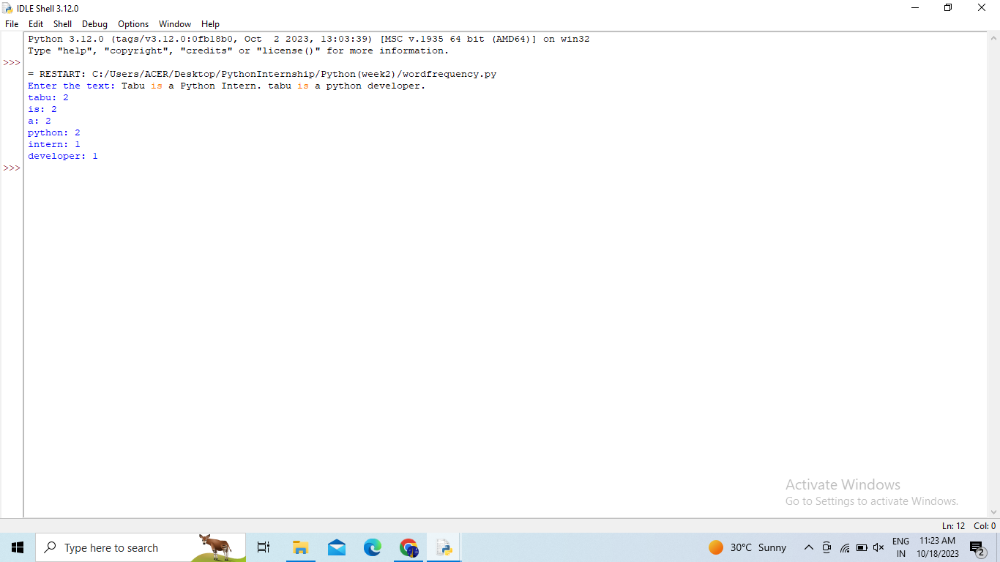 IDLE Shell 3.12.0
File Edit Shell Debug Options Window Help
Python 3.12.0 (tags/v3.12.0:0fb18b0, Oct  2 2023, 13:03:39) [MSC v.1935 64 bit (AMD64)] on win32
Type "help", "copyright", "credits" or "license()" for more information.
>>>
= RESTART: C:/Users/ACER/Desktop/PythonInternship/Python(week2)/wordfrequency.py
Enter the text: Tabu is a Python Intern. tabu is a python developer.
tabu: 2
is: 2
a: 2
python: 2
intern: 1
developer: 1
>>>
Activate Windows
Go to Settings to activate Windows.
Ln: 12 Col: 0
Type here to search
30°C Sunny
ENG
IN
11:23 AM
10/18/2023
2